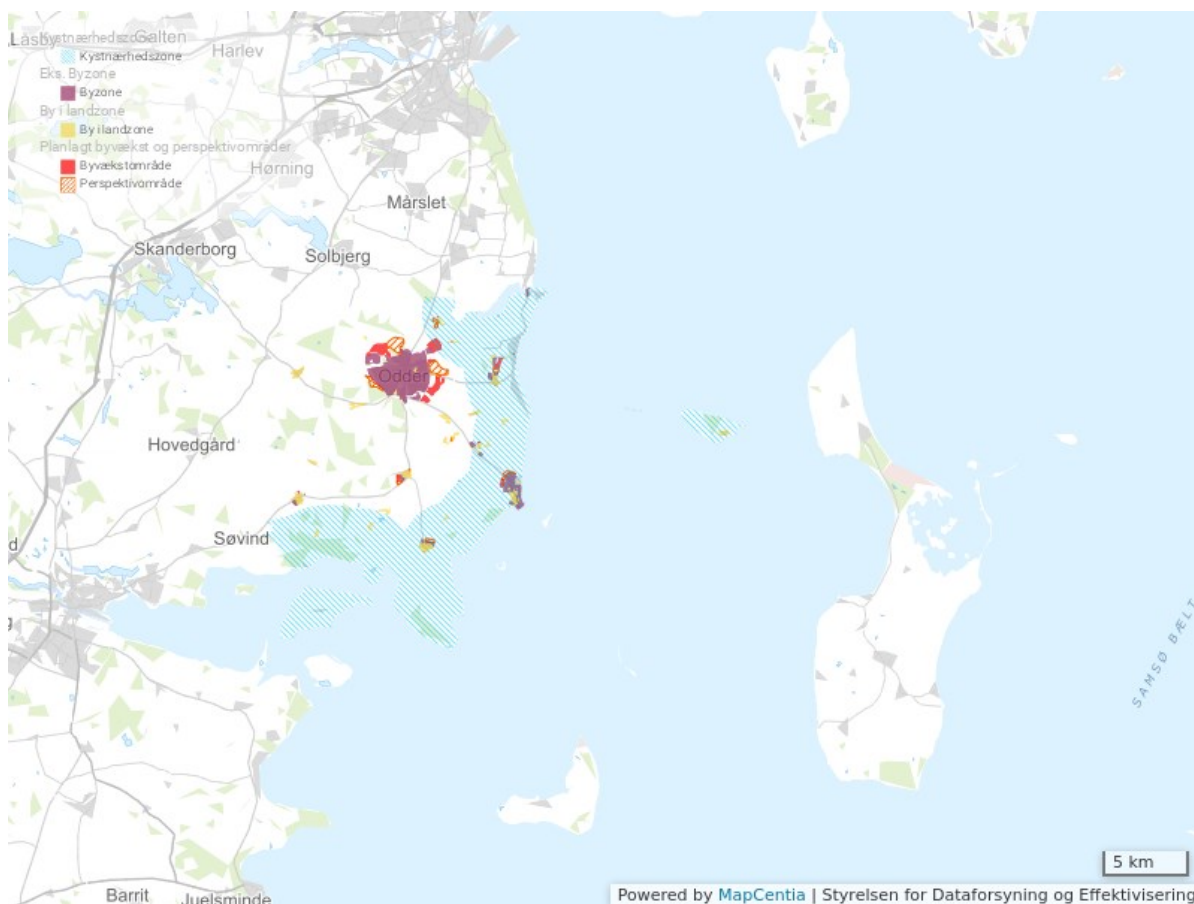 Låsby
Galten
Harlev
Kystnærhedszone
Kystnærhedszone
Eks. Byzone
Byzone
By i landzone
By i landzone
Planlagt byvækst og perspektivområder
Byvækstområde
Perspektivområde
Hørning
Mårslet
Skanderborg
Solbjerg
Odder
Hovedgård
Søvind
d
g
SAMSØ BÆLT
Barrit
Juelsminde
5 km
Powered by MapCentia | Styrelsen for Dataforsyning og Effektivisering